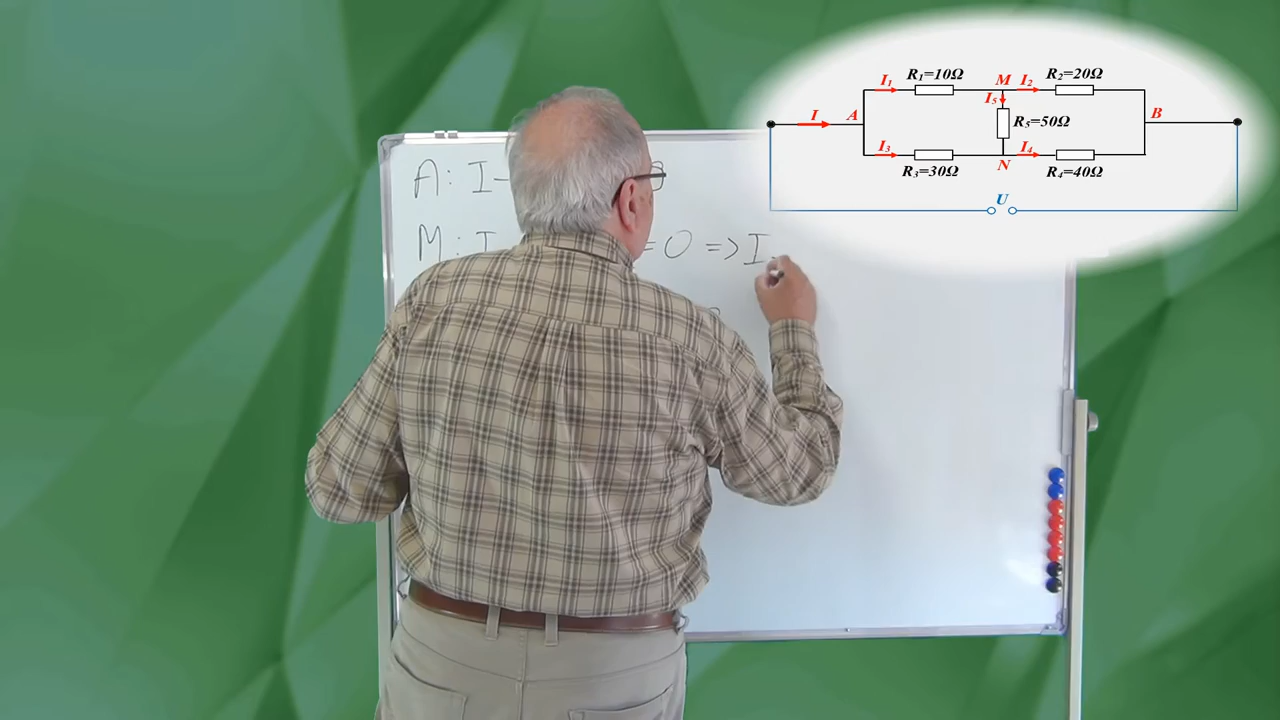 R₁=10Ω
R₂=20Ω
R₃=30Ω
R₄=40Ω
R₅=50Ω
I
I₁
I₂
I₃
I₄
I₅
A
M
B
N
U
A: I-
M: I = 0 => I